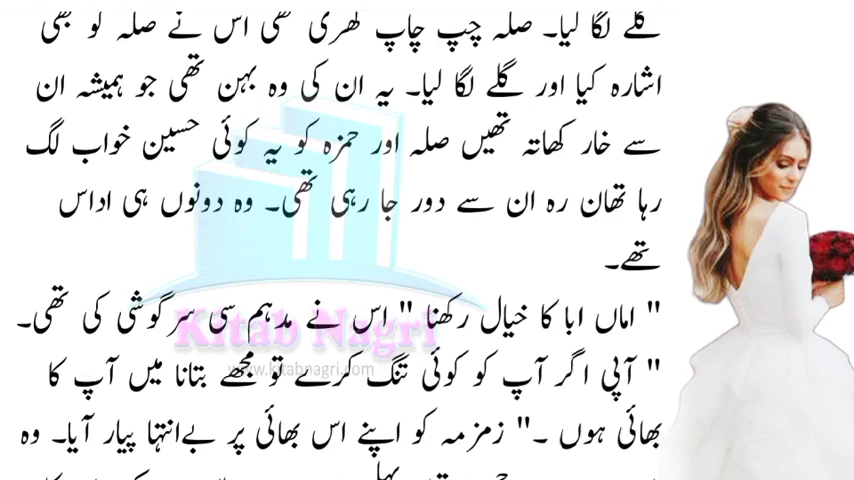 گلے لگا لیا۔ صلہ چپ چاپ کھڑی تھی اس نے صلہ کو بھی
اشارہ کیا اور گلے لگا لیا۔ یہ ان کی وہ بہن تھی جو ہمیشہ ان
سے خار کھاتہ تھیں صلہ اور حمزہ کو یہ کوئی حسین خواب لگ
رہا تھان رہ ان سے دور جا رہی تھی۔ وہ دونوں ہی اداس
تھے۔
" اماں ابا کا خیال رکھنا " اس نے مدہم سی سرگوشی کی تھی۔
" آپی اگر آپ کو کوئی تنگ کرے تو مجھے بتانا میں آپ کا
بھائی ہوں ۔" زمزمہ کو اپنے اس بھائی پر بےانتہا پیار آیا۔ وہ
Kitab Nagri
www.kitabnagri.com